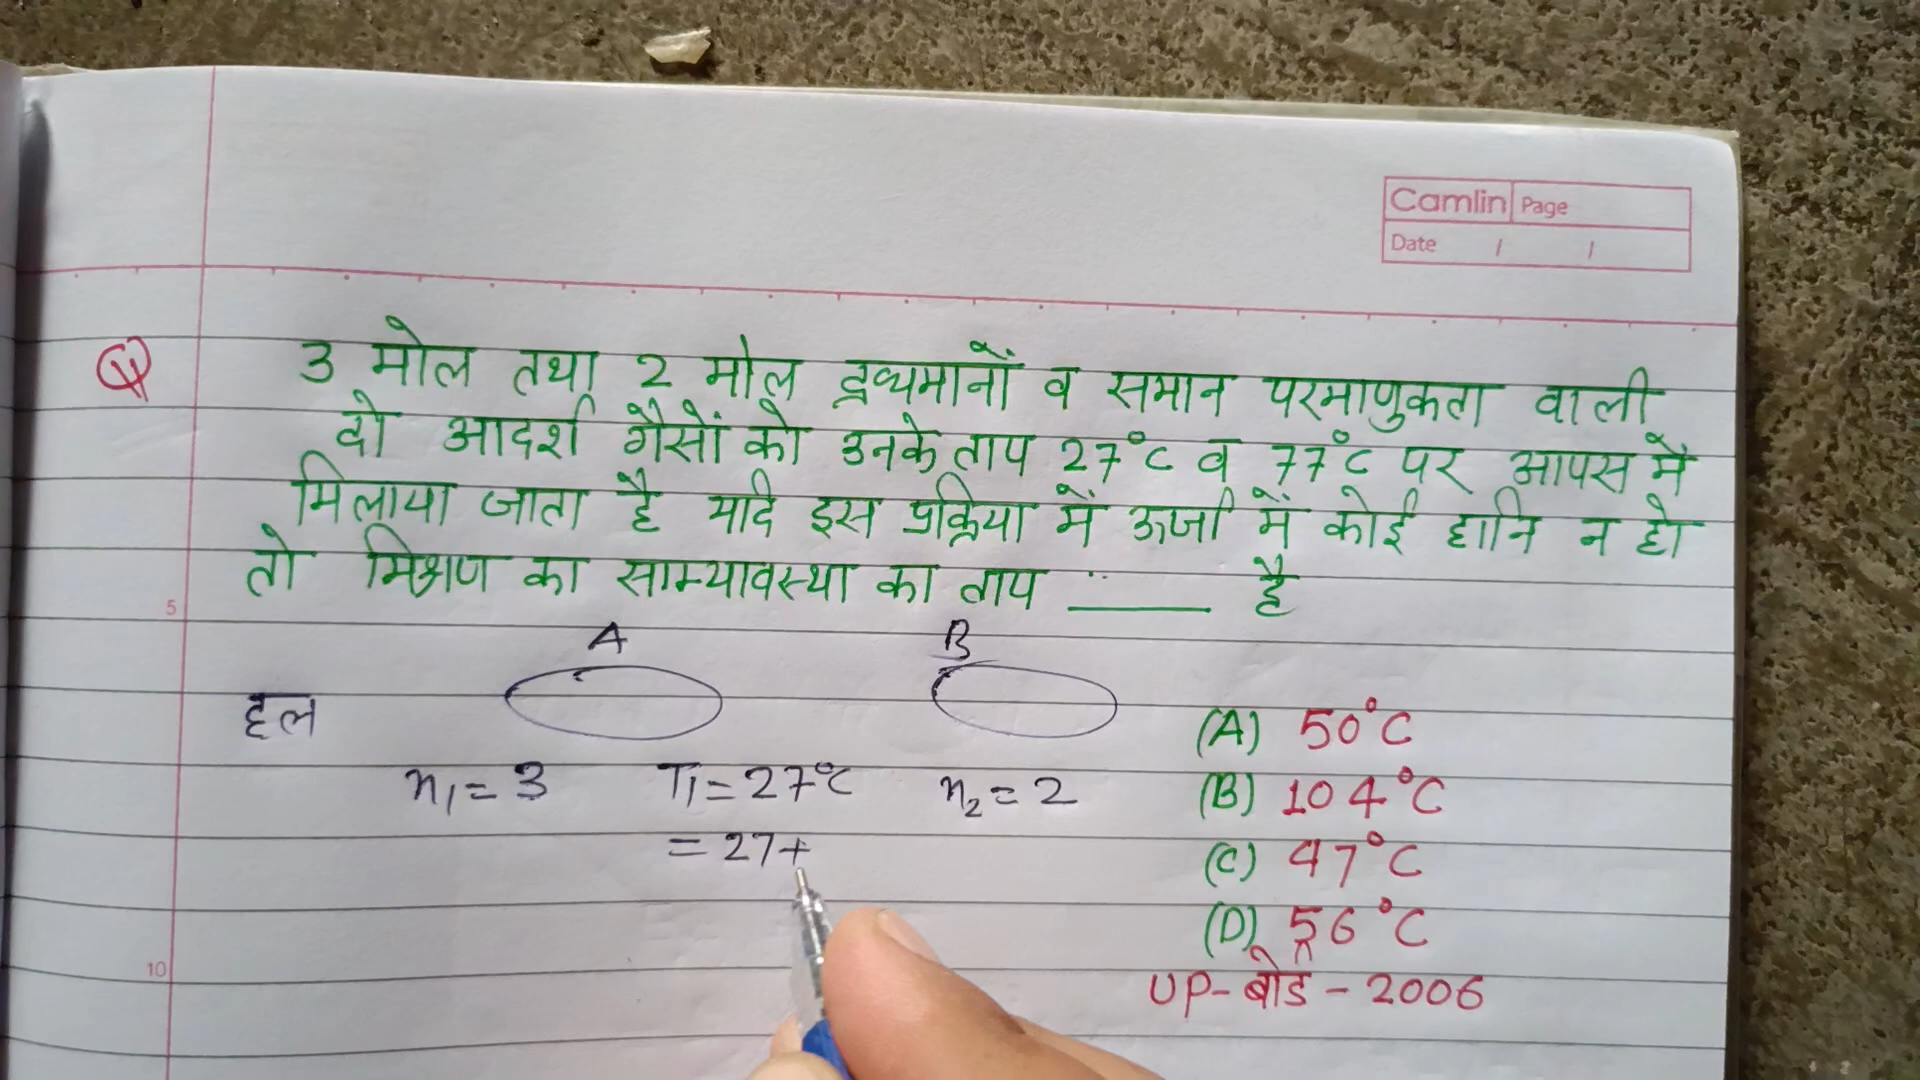 Camlin Page
Date / /
Q 3 मोल तथा 2 मोल द्रव्यमानों व समान परमाणुकता वाली
दो आदर्श गैसों को उनके ताप 27°C व 77°C पर आपस में
मिलाया जाता है यदि इस प्रक्रिया में ऊर्जा में कोई हानि न हो
तो मिश्रण का साम्यावस्था का ताप ______ है
5
A B
हल
n₁ = 3 T₁ = 27°C n₂ = 2
= 27+
(A) 50°C
(B) 104°C
(C) 47°C
(D) 56°C
10
UP-बोर्ड - 2006